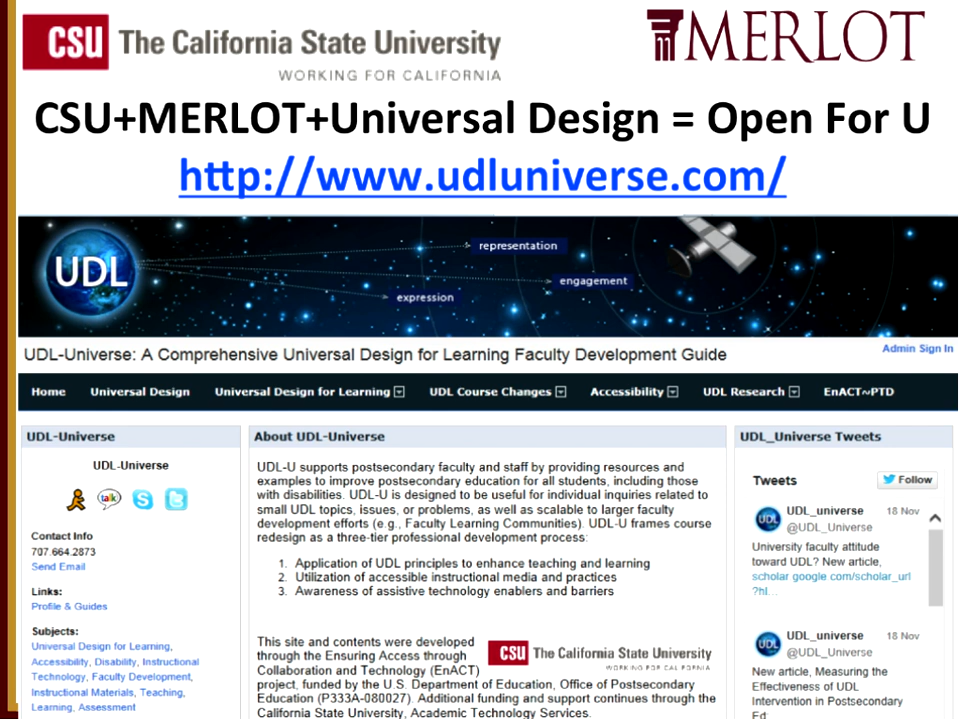 CSU The California State University
WORKING FOR CALIFORNIA
MERLOT
CSU+MERLOT+Universal Design = Open For U
http://www.udluniverse.com/
UDL
representation
engagement
expression
UDL-Universe: A Comprehensive Universal Design for Learning Faculty Development Guide
Admin Sign In
Home Universal Design Universal Design for Learning UDL Course Changes Accessibility UDL Research EnACT~PTD
UDL-Universe
UDL-Universe
talk
Contact Info
707.664.2873
Send Email
Links:
Profile & Guides
Subjects:
Universal Design for Learning,
Accessibility, Disability, Instructional
Technology, Faculty Development,
Instructional Materials, Teaching,
Learning, Assessment
About UDL-Universe
UDL-U supports postsecondary faculty and staff by providing resources and
examples to improve postsecondary education for all students, including those
with disabilities. UDL-U is designed to be useful for individual inquiries related to
small UDL topics, issues, or problems, as well as scalable to larger faculty
development efforts (e.g., Faculty Learning Communities). UDL-U frames course
redesign as a three-tier professional development process:
1. Application of UDL principles to enhance teaching and learning
2. Utilization of accessible instructional media and practices
3. Awareness of assistive technology enablers and barriers
This site and contents were developed
through the Ensuring Access through
Collaboration and Technology (EnACT)
project, funded by the U.S. Department of Education, Office of Postsecondary
Education (P333A-080027). Additional funding and support continues through the
California State University, Academic Technology Services.
CSU The California State University
WORKING FOR CALIFORNIA
UDL_Universe Tweets
Tweets
Follow
UDL
UDL_universe 18 Nov
@UDL_Universe
University faculty attitude
toward UDL? New article,
scholar google.com/scholar_url
?hl...
UDL
UDL_universe 18 Nov
@UDL_Universe
New article, Measuring the
Effectiveness of UDL
Intervention in Postsecondary
Ed